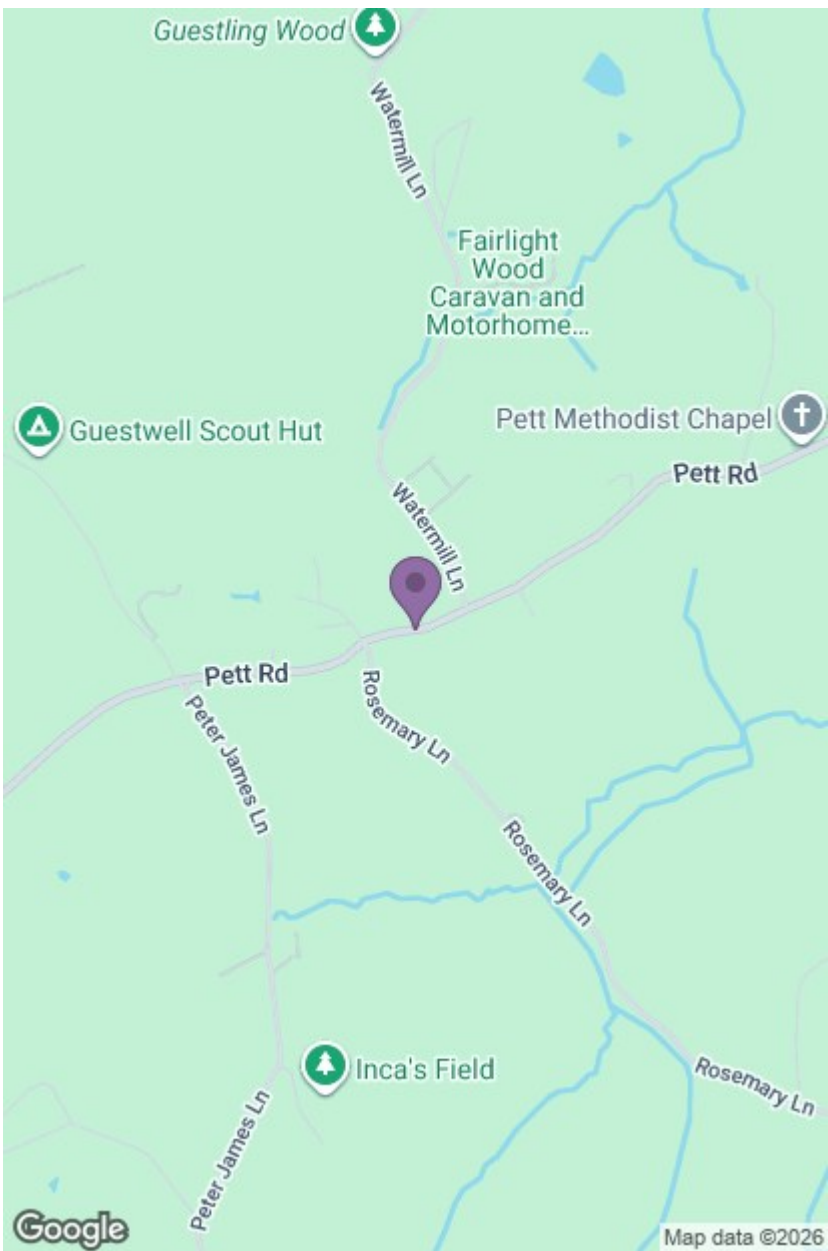 Guestling Wood
Watermill Ln
Fairlight
Wood
Caravan and
Motorhome...
Guestwell Scout Hut
Pett Methodist Chapel
Pett Rd
Watermill Ln
Pett Rd
Rosemary Ln
Peter James Ln
Rosemary Ln
Inca's Field
Rosemary Ln
Peter James Ln
Google
Map data ©2026